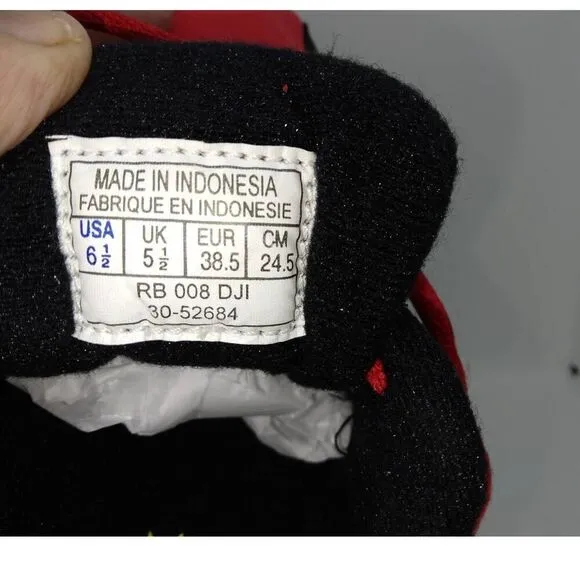 MADE IN INDONESIA
FABRIQUE EN INDONESIE
USA UK EUR CM
6 1/2 5 1/2 38.5 24.5
RB 008 DJI
30-52684